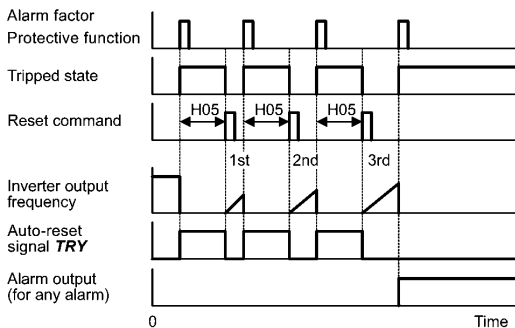 Alarm factor
Protective function
Tripped state
H05 H05 H05
Reset command
1st 2nd 3rd
Inverter output
frequency
Auto-reset
signal TRY
Alarm output
(for any alarm)
0 Time